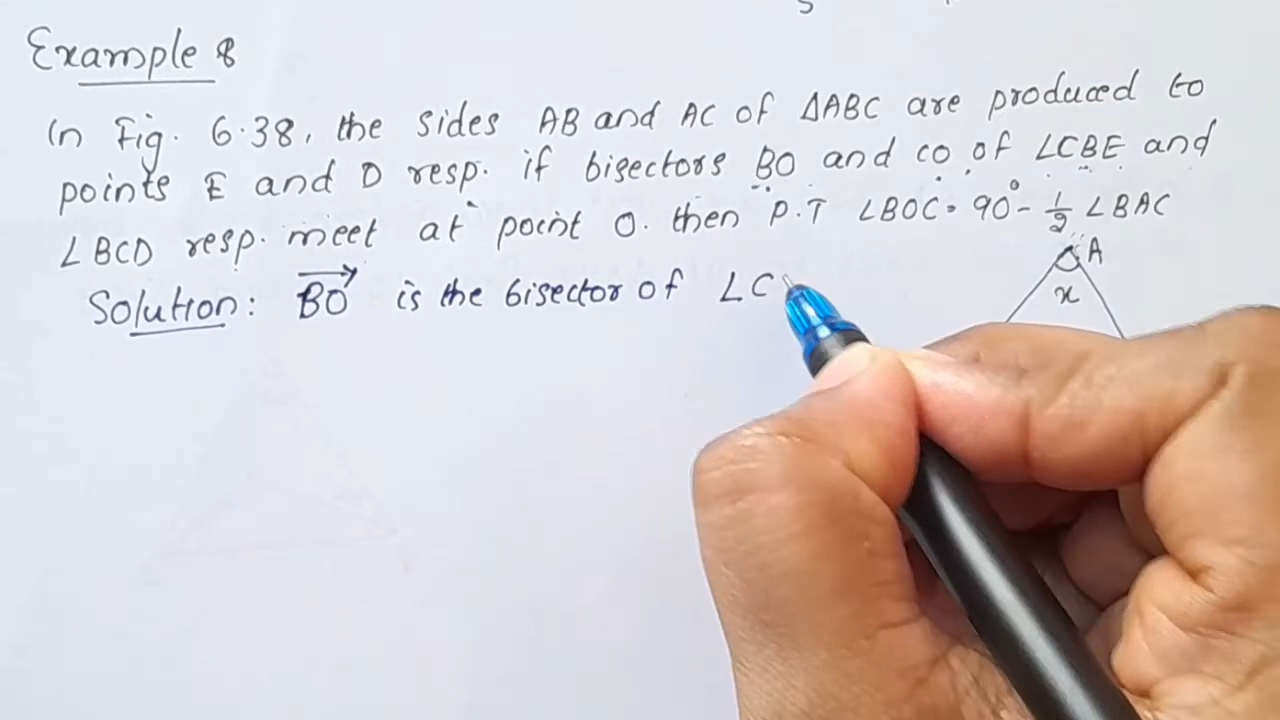 Example 8
In Fig. 6.38, the sides AB and AC of ΔABC are produced to
points E and D resp. if bisectors BO and CO of ∠CBE and
∠BCD resp. meet at point O. then P.T ∠BOC = 90° - 1/2 ∠BAC
Solution: BO is the bisector of ∠C
A
x